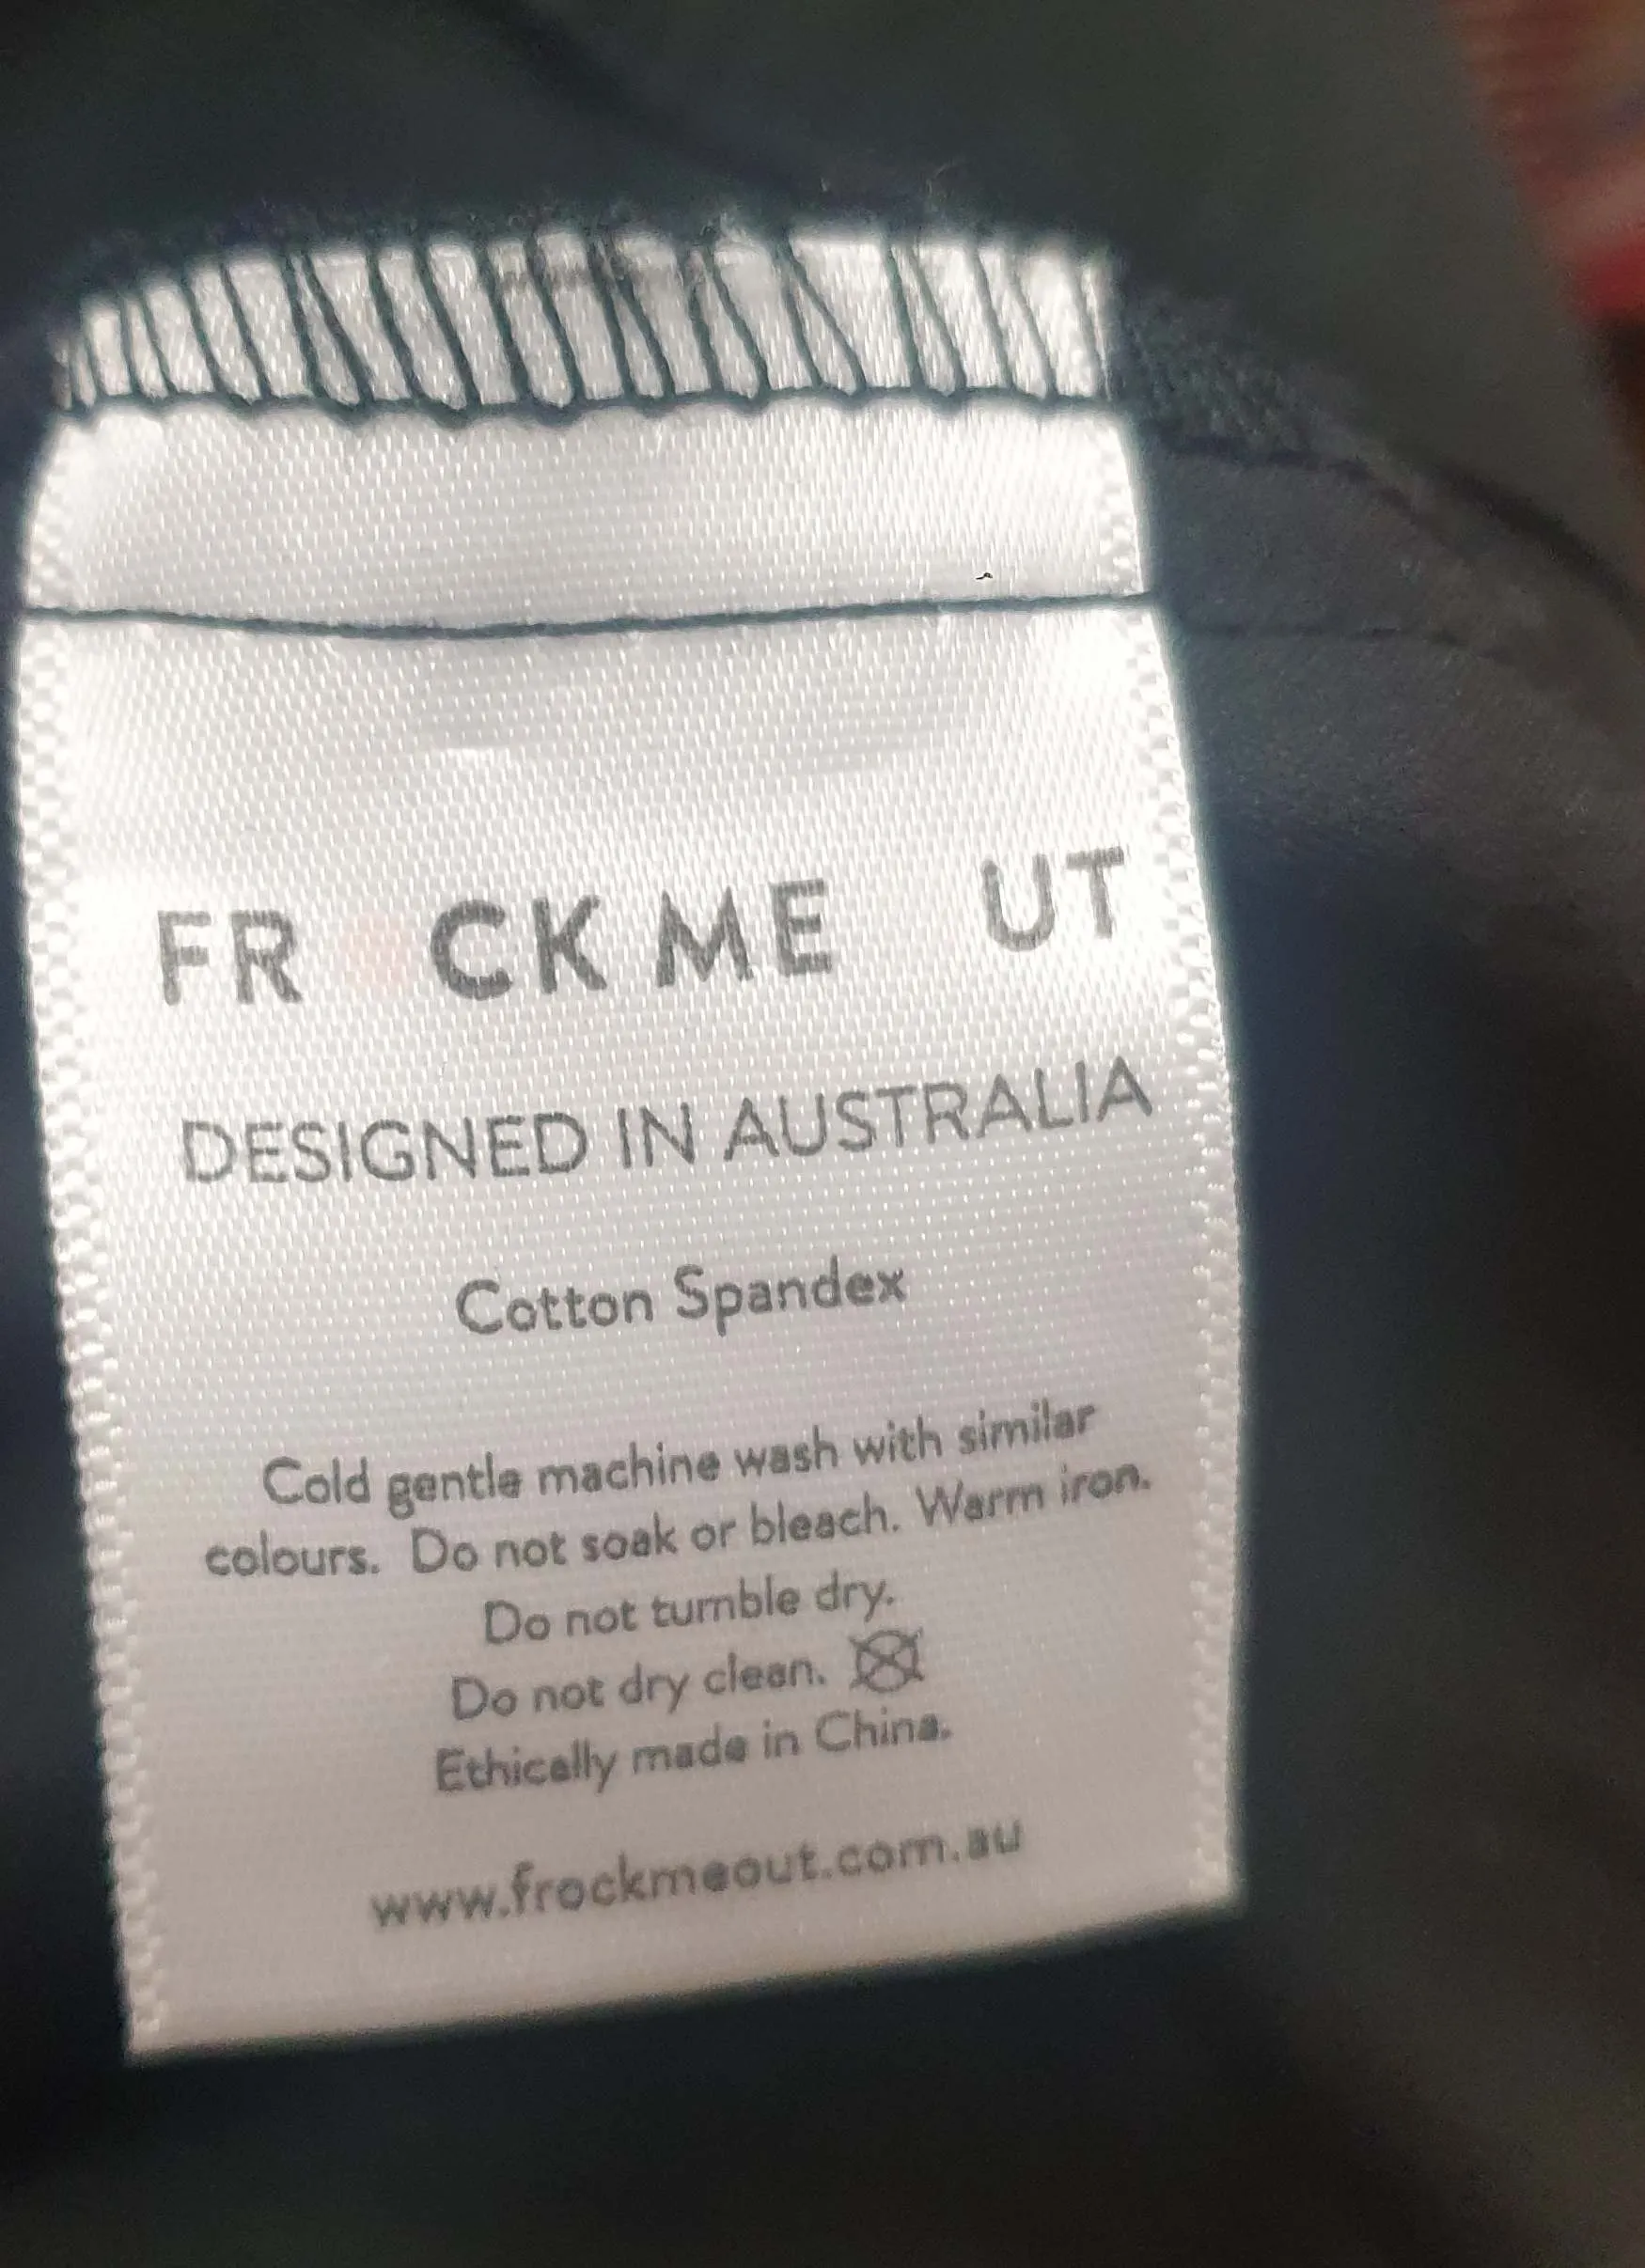 FR CK ME UT
DESIGNED IN AUSTRALIA
Cotton Spandex
Cold gentle machine wash with similar
colours. Do not soak or bleach. Warm iron.
Do not tumble dry.
Do not dry clean.
Ethically made in China.
www.frockmeout.com.au